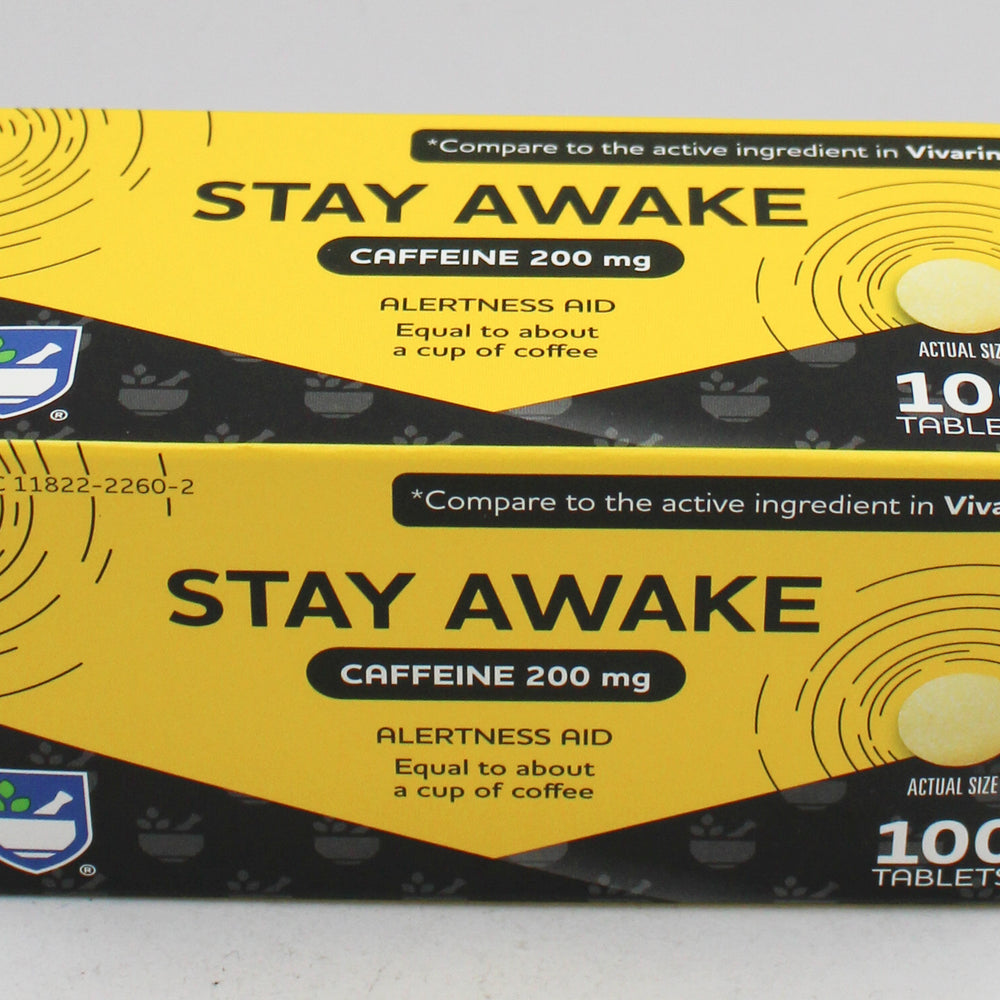 *Compare to the active ingredient in Vivarin
STAY AWAKE
CAFFEINE 200 mg
ALERTNESS AID
Equal to about
a cup of coffee
ACTUAL
®
11822-2260-2
*Compare to the active ingredient in
STAY AWAKE
CAFFEINE 200 mg
ALERTNESS AID
Equal to about
a cup of coffee
ACTUAL SIZE
100
TABLETS
®